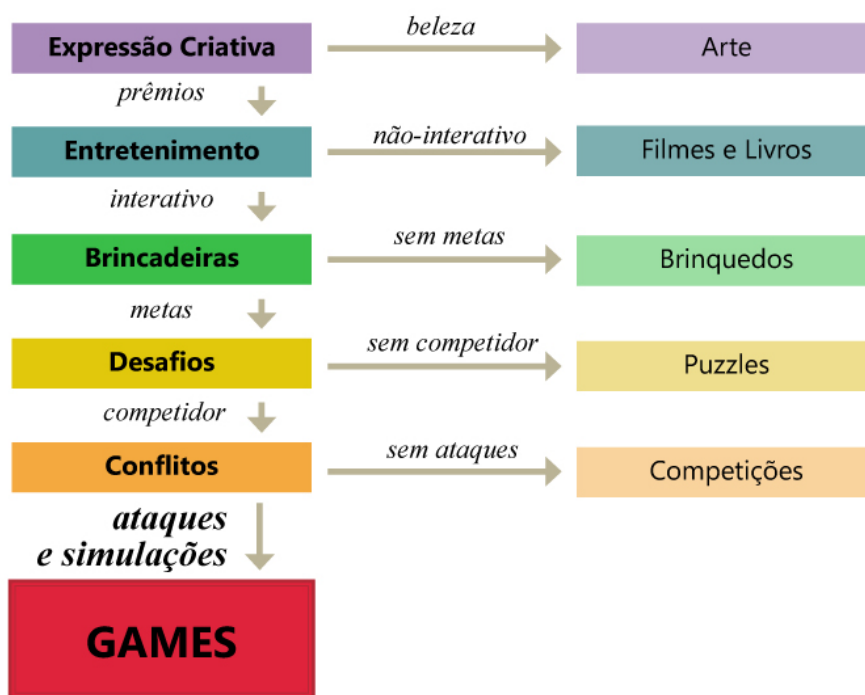 Expressão Criativa
beleza
Arte
prêmios
Entretenimento
não-interativo
Filmes e Livros
interativo
Brincadeiras
sem metas
Brinquedos
metas
Desafios
sem competidor
Puzzles
competidor
Conflitos
sem ataques
Competições
ataques
e simulações
GAMES